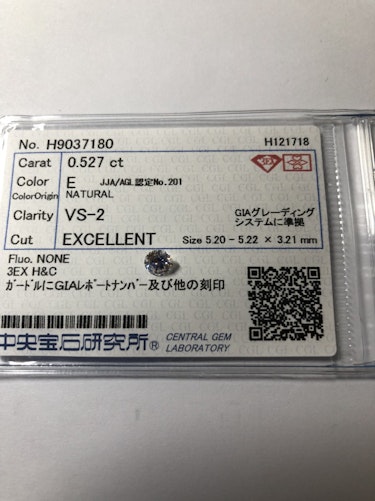 No. H9037180 H121718
Carat 0.527 ct
Color E JJA/AGL認定No.201
ColorOrigin NATURAL
Clarity VS-2 GIAグレーディング
システムに準拠
Cut EXCELLENT Size 5.20 - 5.22 × 3.21 mm
Fluo. NONE
3EX H&C
ガードルにGIAレポートナンバー及び他の刻印
中央宝石研究所® CENTRAL GEM
LABORATORY